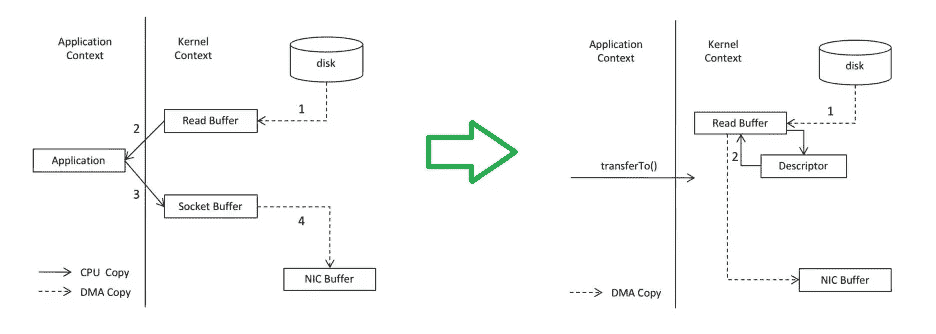 Application
Context
Kernel
Context
disk
1
Read Buffer
2
Application
3
Socket Buffer
4
NIC Buffer
CPU Copy
DMA Copy
Application
Context
Kernel
Context
disk
1
Read Buffer
2
Descriptor
transferTo()
NIC Buffer
DMA Copy